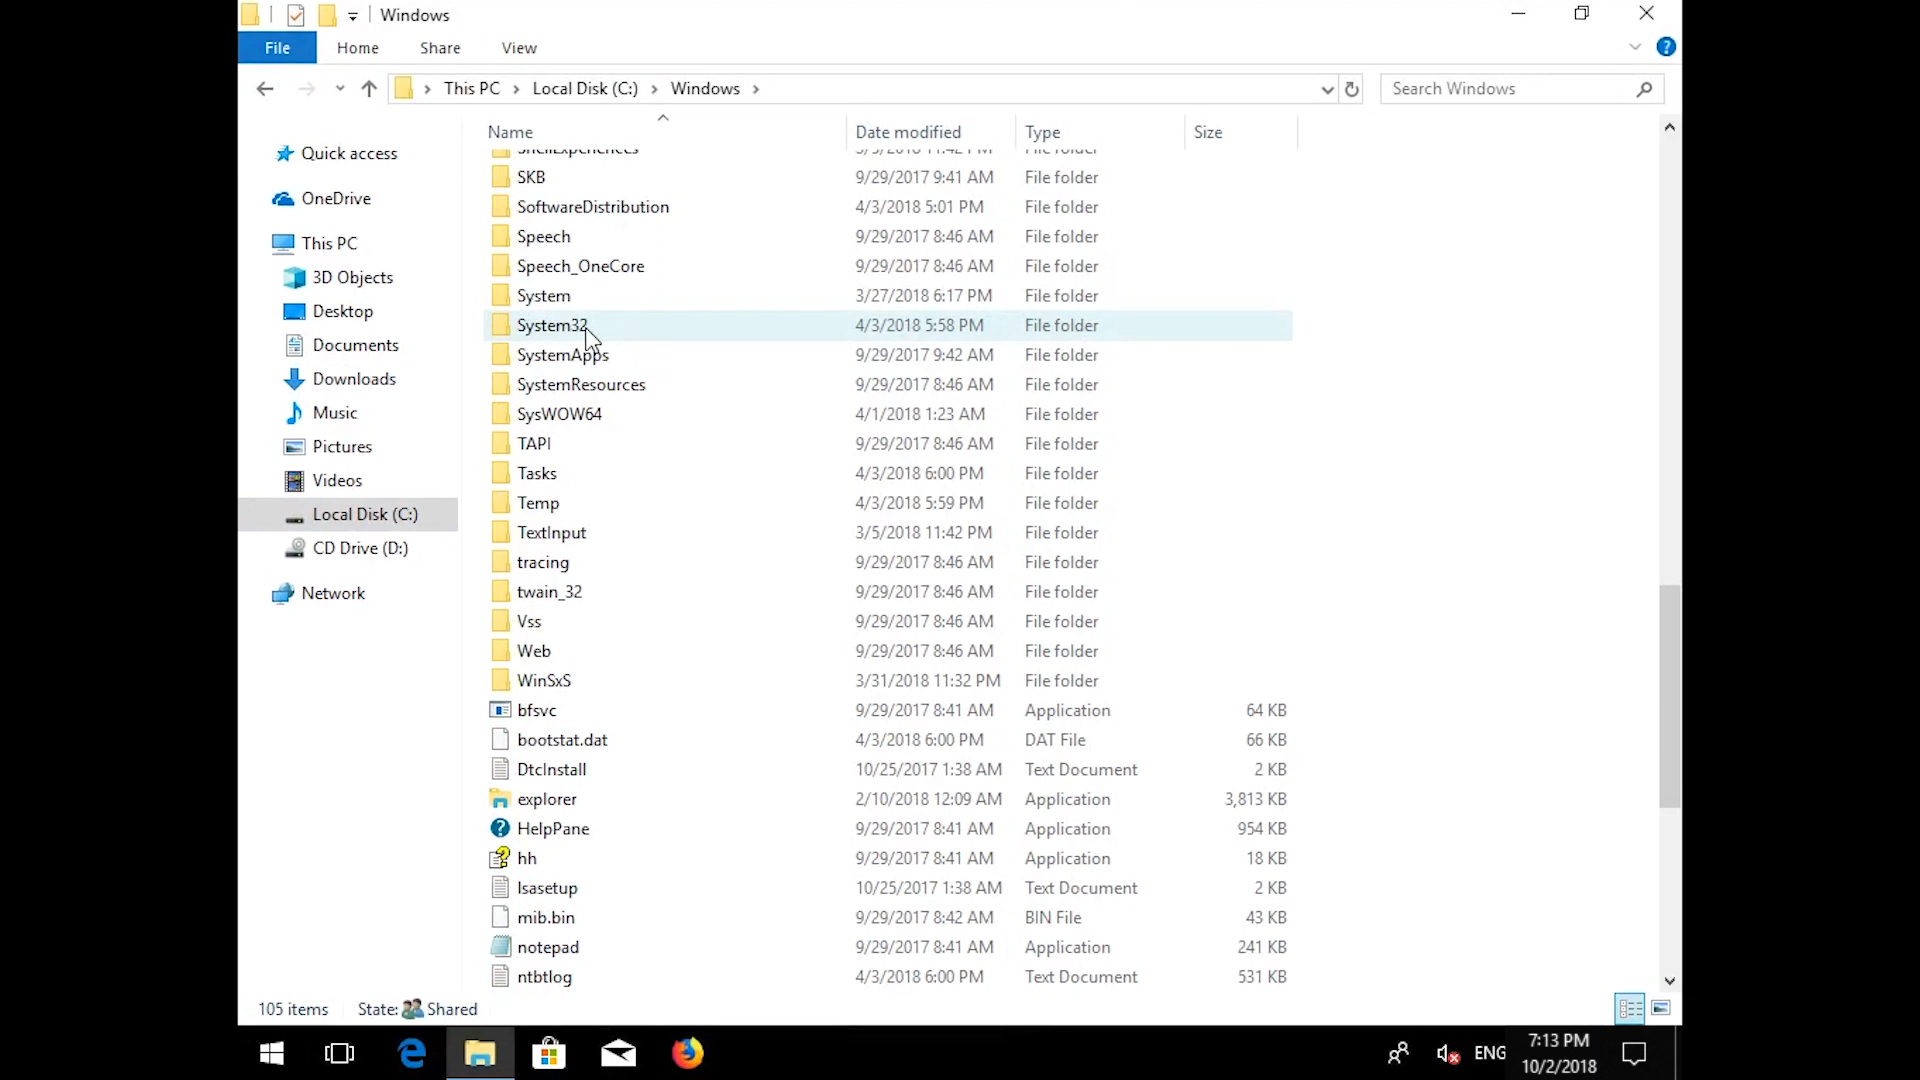 Windows
File Home Share View
This PC Local Disk (C:) Windows
Search Windows
Name Date modified Type Size
Quick access
OneDrive
This PC
3D Objects
Desktop
Documents
Downloads
Music
Pictures
Videos
Local Disk (C:)
CD Drive (D:)
Network
ShellExperiences 3/5/2018 11:42 PM File folder
SKB 9/29/2017 9:41 AM File folder
SoftwareDistribution 4/3/2018 5:01 PM File folder
Speech 9/29/2017 8:46 AM File folder
Speech_OneCore 9/29/2017 8:46 AM File folder
System 3/27/2018 6:17 PM File folder
System32 4/3/2018 5:58 PM File folder
SystemApps 9/29/2017 9:42 AM File folder
SystemResources 9/29/2017 8:46 AM File folder
SysWOW64 4/1/2018 1:23 AM File folder
TAPI 9/29/2017 8:46 AM File folder
Tasks 4/3/2018 6:00 PM File folder
Temp 4/3/2018 5:59 PM File folder
TextInput 3/5/2018 11:42 PM File folder
tracing 9/29/2017 8:46 AM File folder
twain_32 9/29/2017 8:46 AM File folder
Vss 9/29/2017 8:46 AM File folder
Web 9/29/2017 8:46 AM File folder
WinSxS 3/31/2018 11:32 PM File folder
bfsvc 9/29/2017 8:41 AM Application 64 KB
bootstat.dat 4/3/2018 6:00 PM DAT File 66 KB
DtcInstall 10/25/2017 1:38 AM Text Document 2 KB
explorer 2/10/2018 12:09 AM Application 3,813 KB
HelpPane 9/29/2017 8:41 AM Application 954 KB
hh 9/29/2017 8:41 AM Application 18 KB
lsasetup 10/25/2017 1:38 AM Text Document 2 KB
mib.bin 9/29/2017 8:42 AM BIN File 43 KB
notepad 9/29/2017 8:41 AM Application 241 KB
ntbtlog 4/3/2018 6:00 PM Text Document 531 KB
105 items State: Shared
ENG 7:13 PM
10/2/2018